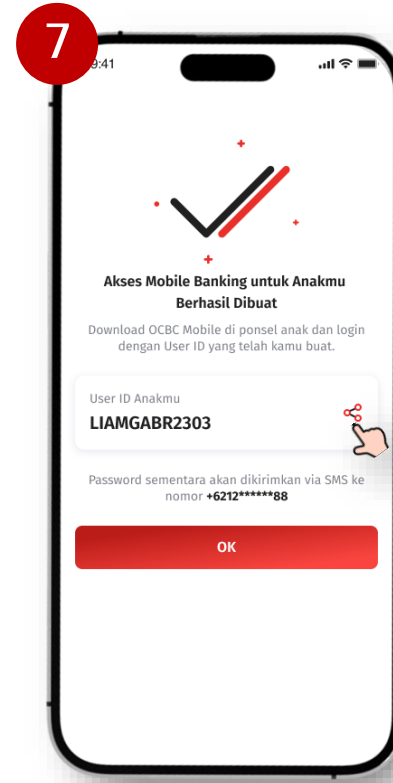 7
9:41
Akses Mobile Banking untuk Anakmu
Berhasil Dibuat
Download OCBC Mobile di ponsel anak dan login
dengan User ID yang telah kamu buat.
User ID Anakmu
LIAMGABR2303
Password sementara akan dikirimkan via SMS ke
nomor +6212******88
OK